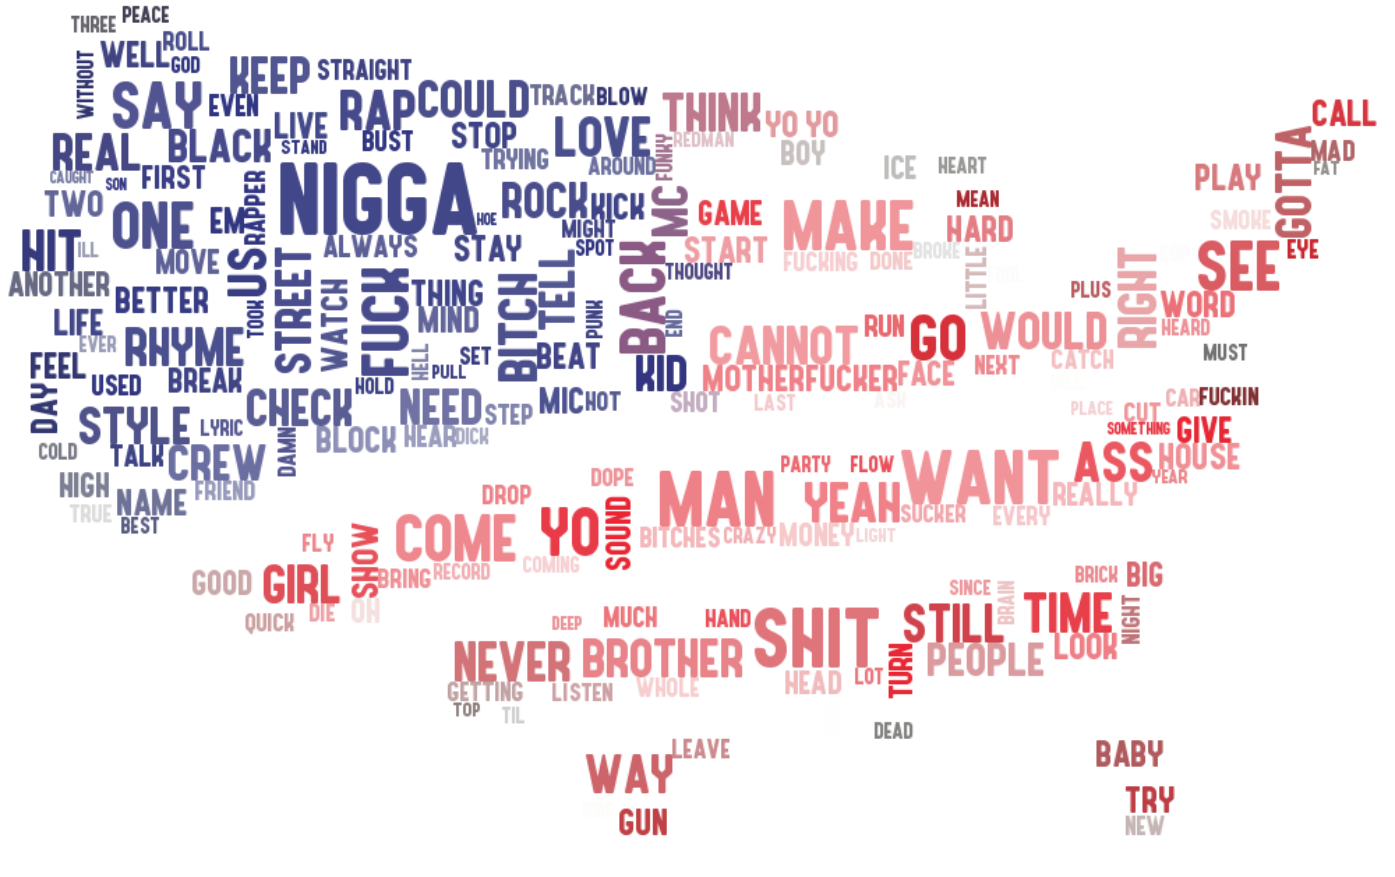 THREE PEACE
WITHOUT WELL ROLL GOD KEEP STRAIGHT
SAY EVEN LIVE RAP COULD TRACK BLOW THINK YO YO CALL
REAL BLACK STAND BUST STOP LOVE REDMAN BOY GOTTA MAD
CAUGHT SON FIRST TRYING AROUND FUNKY ICE HEART PLAY FAT
TWO ONE EM RAPPER NIGGA HOE ROCK KICK MC GAME MAKE MEAN SMOKE
HIT ILL MOVE US ALWAYS STAY MIGHT SPOT START FUCKING DONE BROKE HARD SEE EYE
ANOTHER BETTER STREET WATCH FUCK THING BITCH TELL BACK THOUGHT LITTLE PLUS RIGHT WORD
LIFE EVER RHYME TOOK MIND PUNK END CANNOT RUN GO WOULD HEARD
FEEL USED BREAK HOLD HELL PULL SET BEAT KID MOTHERFUCKER FACE NEXT CATCH MUST
DAY STYLE LYRIC CHECK NEED STEP MIC HOT SHOT LAST ASK PLACE CUT CAR FUCKIN
COLD TALK CREW DAMN BLOCK HEAR DICK SOMETHING GIVE
HIGH FRIEND DOPE PARTY FLOW WANT ASS HOUSE YEAR
TRUE NAME BEST DROP MAN YEAH SUCKER EVERY REALLY
FLY SHOW COME YO SOUND BITCHES CRAZY MONEY LIGHT
GOOD GIRL BRING RECORD COMING SINCE BRICK BIG
QUICK DIE OH DEEP MUCH HAND SHIT STILL BRAIN TIME NIGHT
NEVER BROTHER TURN PEOPLE LOOK
GETTING LISTEN WHOLE HEAD LOT
TOP TIL DEAD
LEAVE BABY
WAY TRY
GUN NEW